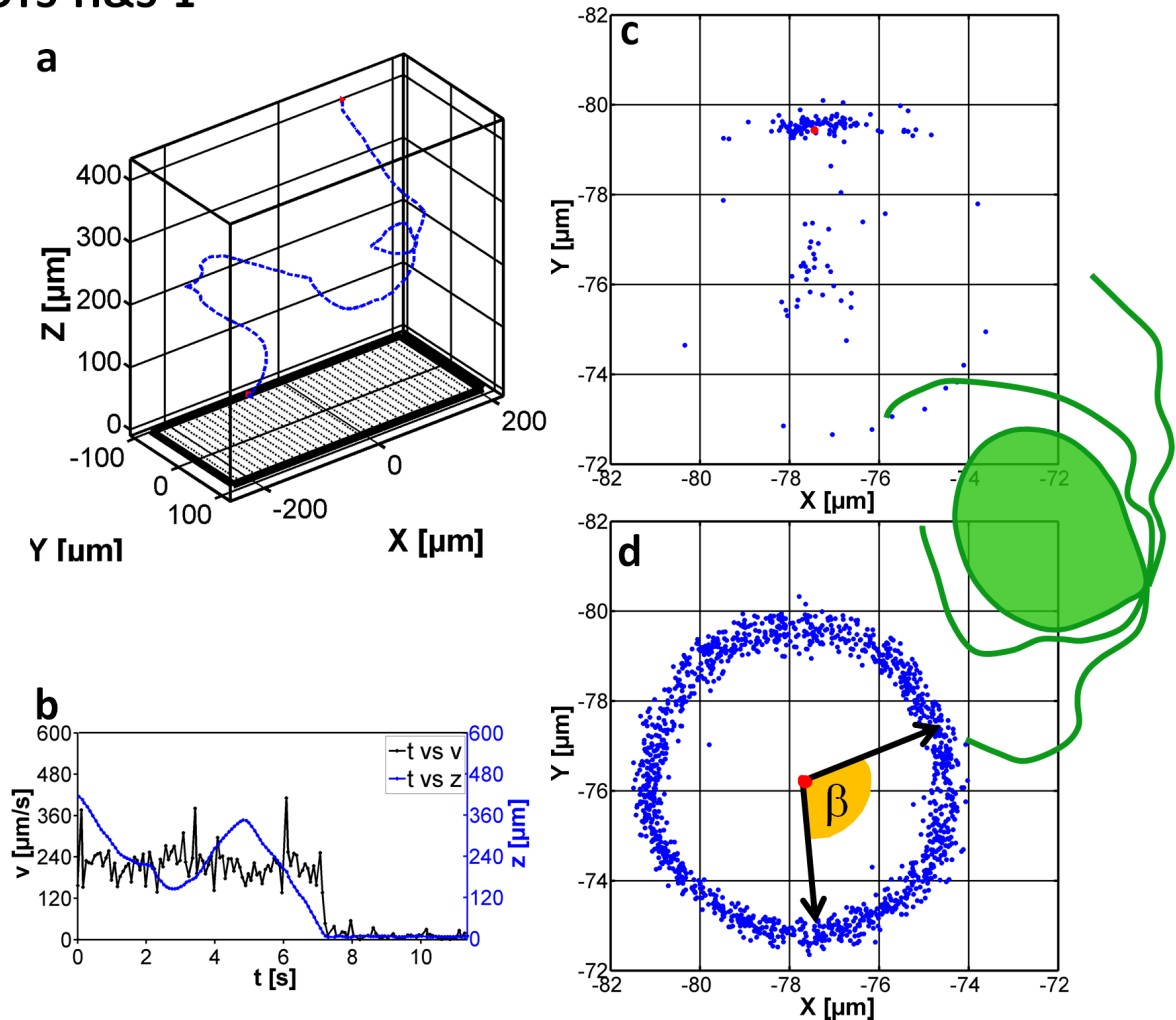 a
Z [µm]
400
300
200
100
0
-100
0
100
Y [µm]
-200
0
200
X [µm]
b
v [µm/s]
600
480
360
240
120
0
t vs v
t vs z
600
480
360
240
120
0
z [µm]
0 2 4 6 8 10
t [s]
c
Y [µm]
-82
-80
-78
-76
-74
-72
-82 -80 -78 -76 -74 -72
X [µm]
d
Y [µm]
-82
-80
-78
-76
-74
-72
β
-82 -80 -78 -76 -74 -72
X [µm]